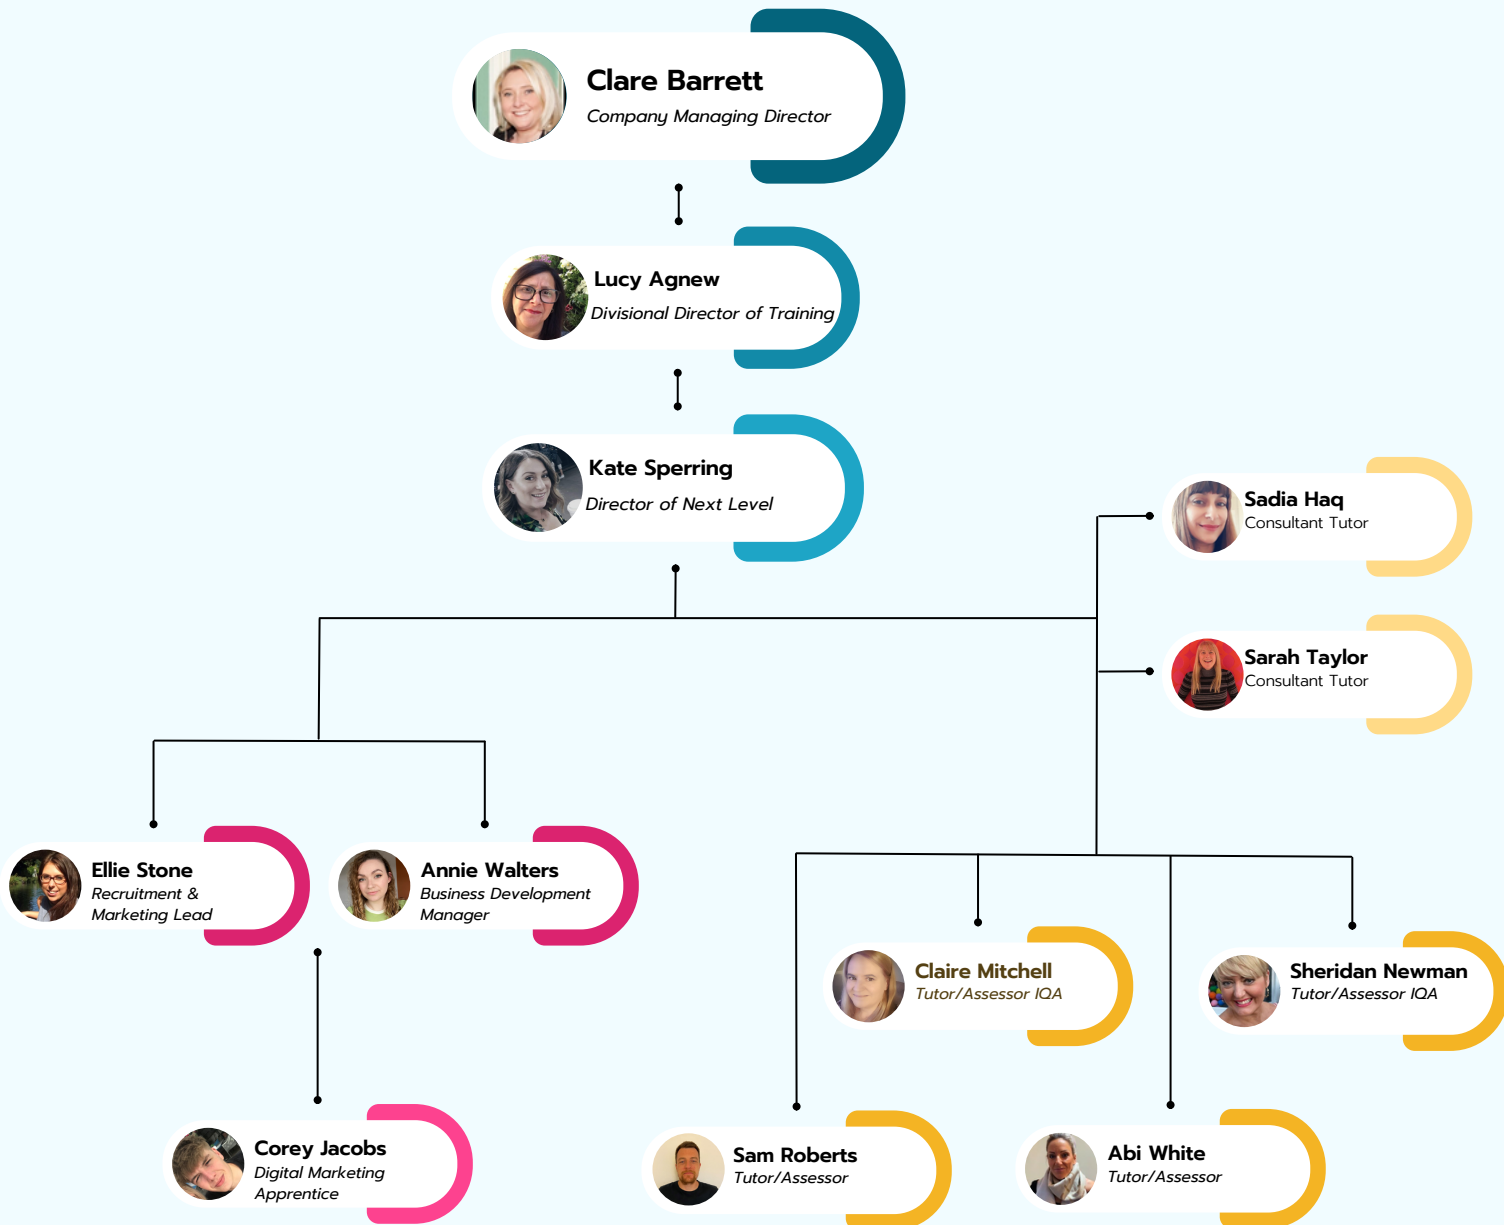 Clare Barrett
Company Managing Director
Lucy Agnew
Divisional Director of Training
Kate Sperring
Director of Next Level
Sadia Haq
Consultant Tutor
Sarah Taylor
Consultant Tutor
Ellie Stone
Recruitment &
Marketing Lead
Annie Walters
Business Development
Manager
Claire Mitchell
Tutor/Assessor IQA
Sheridan Newman
Tutor/Assessor IQA
Corey Jacobs
Digital Marketing
Apprentice
Sam Roberts
Tutor/Assessor
Abi White
Tutor/Assessor